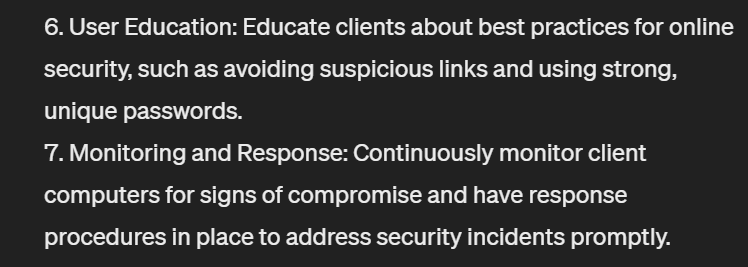 6. User Education: Educate clients about best practices for online
security, such as avoiding suspicious links and using strong,
unique passwords.
7. Monitoring and Response: Continuously monitor client
computers for signs of compromise and have response
procedures in place to address security incidents promptly.